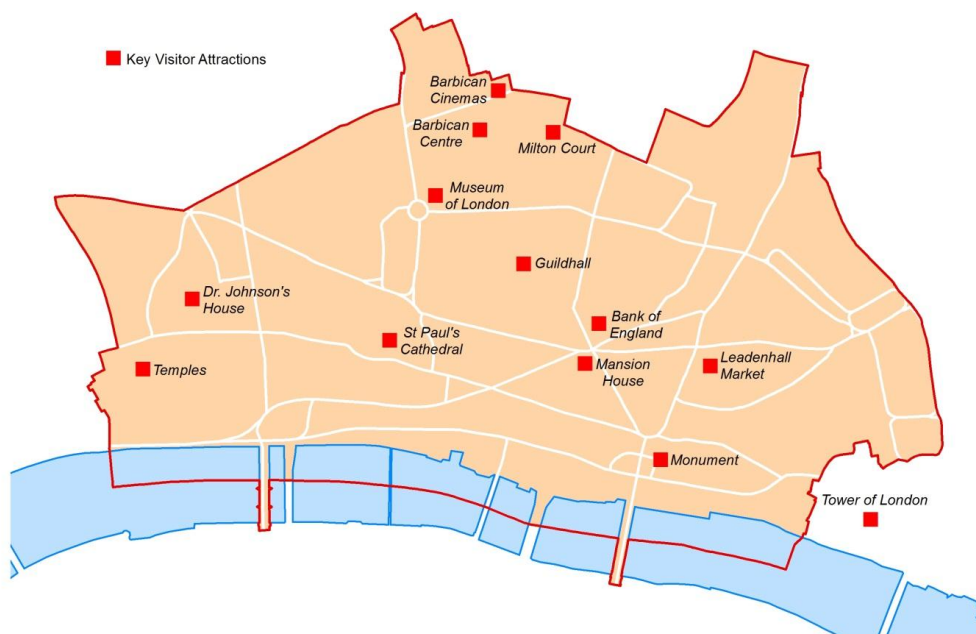 Key Visitor Attractions
Barbican
Cinemas
Barbican
Centre
Milton Court
Museum
of London
Guildhall
Dr. Johnson's
House
Bank of
England
St Paul's
Cathedral
Mansion
House
Leadenhall
Market
Temples
Monument
Tower of London